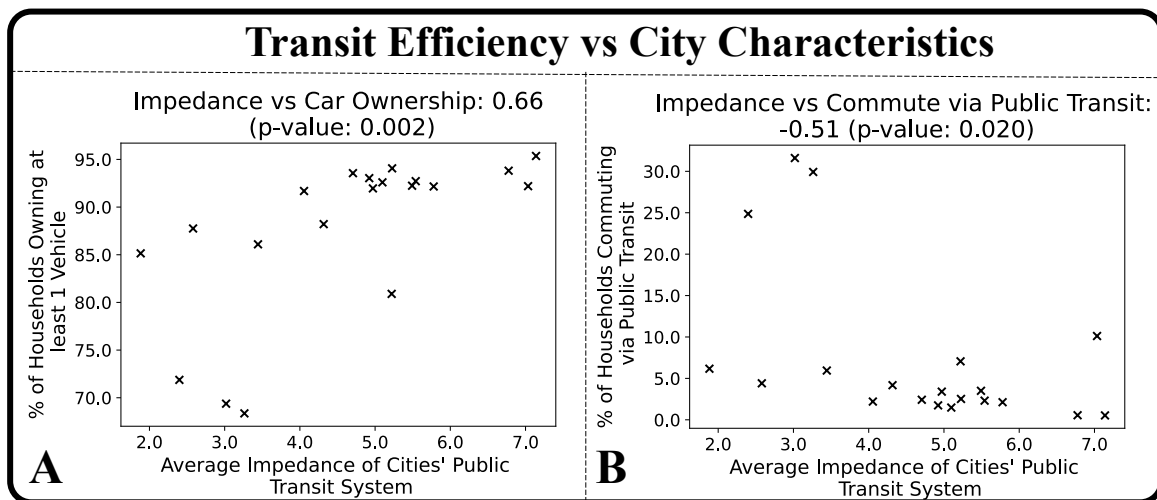 Transit Efficiency vs City Characteristics
Impedance vs Car Ownership: 0.66
(p-value: 0.002)
% of Households Owning at
least 1 Vehicle
95.0
90.0
85.0
80.0
75.0
70.0
2.0 3.0 4.0 5.0 6.0 7.0
Average Impedance of Cities' Public
Transit System
A
Impedance vs Commute via Public Transit:
-0.51 (p-value: 0.020)
% of Households Commuting
via Public Transit
30.0
25.0
20.0
15.0
10.0
5.0
0.0
2.0 3.0 4.0 5.0 6.0 7.0
Average Impedance of Cities' Public
Transit System
B